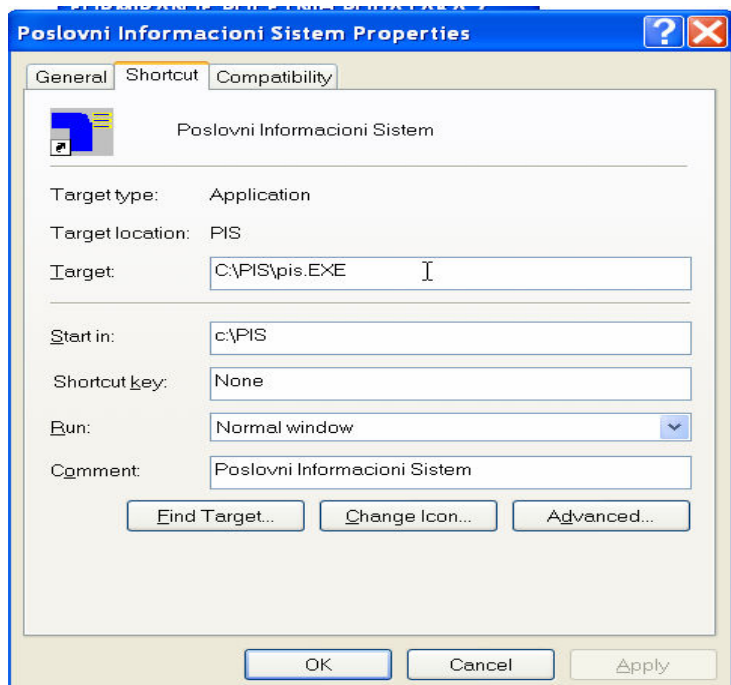 Poslovni Informacioni Sistem Properties
General Shortcut Compatibility
Poslovni Informacioni Sistem
Target type: Application
Target location: PIS
Target: C:\PIS\pis.EXE
Start in: c:\PIS
Shortcut key: None
Run: Normal window
Comment: Poslovni Informacioni Sistem
Find Target... Change Icon... Advanced...
OK Cancel Apply